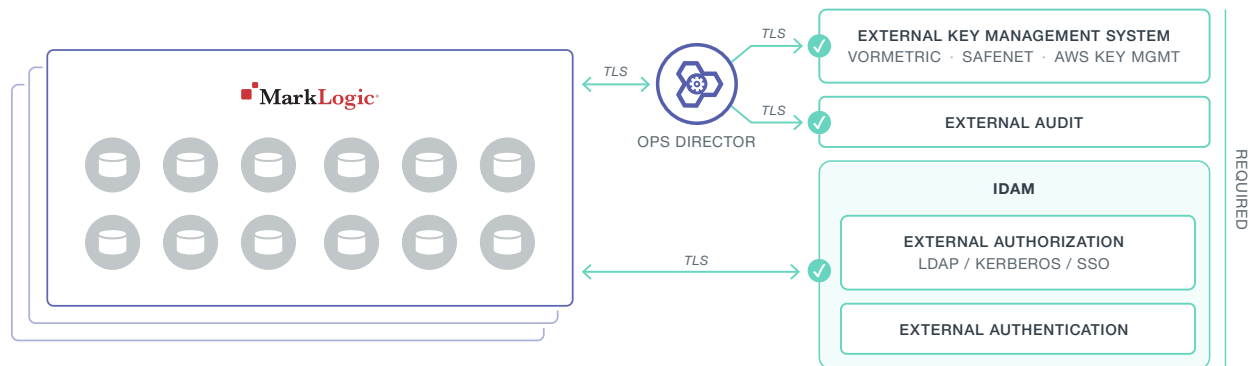 MarkLogic
TLS
OPS DIRECTOR
TLS
TLS
EXTERNAL KEY MANAGEMENT SYSTEM
VORMETRIC · SAFENET · AWS KEY MGMT
EXTERNAL AUDIT
IDAM
EXTERNAL AUTHORIZATION
LDAP / KERBEROS / SSO
EXTERNAL AUTHENTICATION
TLS
REQUIRED